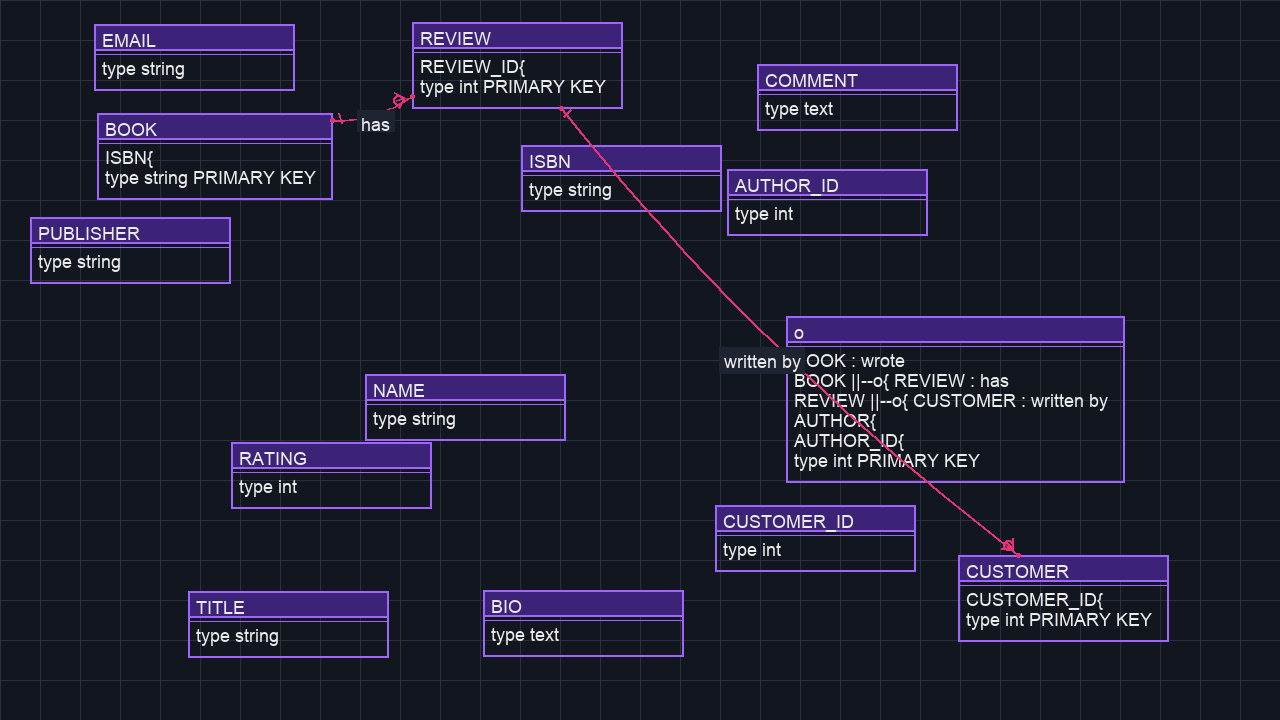 EMAIL
type string
REVIEW
REVIEW_ID{
type int PRIMARY KEY
COMMENT
type text
BOOK
ISBN{
type string PRIMARY KEY
has
ISBN
type string
AUTHOR_ID
type int
PUBLISHER
type string
o
OOK : wrote
BOOK ||--o{ REVIEW : has
REVIEW ||--o{ CUSTOMER : written by
AUTHOR{
AUTHOR_ID{
type int PRIMARY KEY
written by
NAME
type string
RATING
type int
CUSTOMER_ID
type int
CUSTOMER
CUSTOMER_ID{
type int PRIMARY KEY
TITLE
type string
BIO
type text